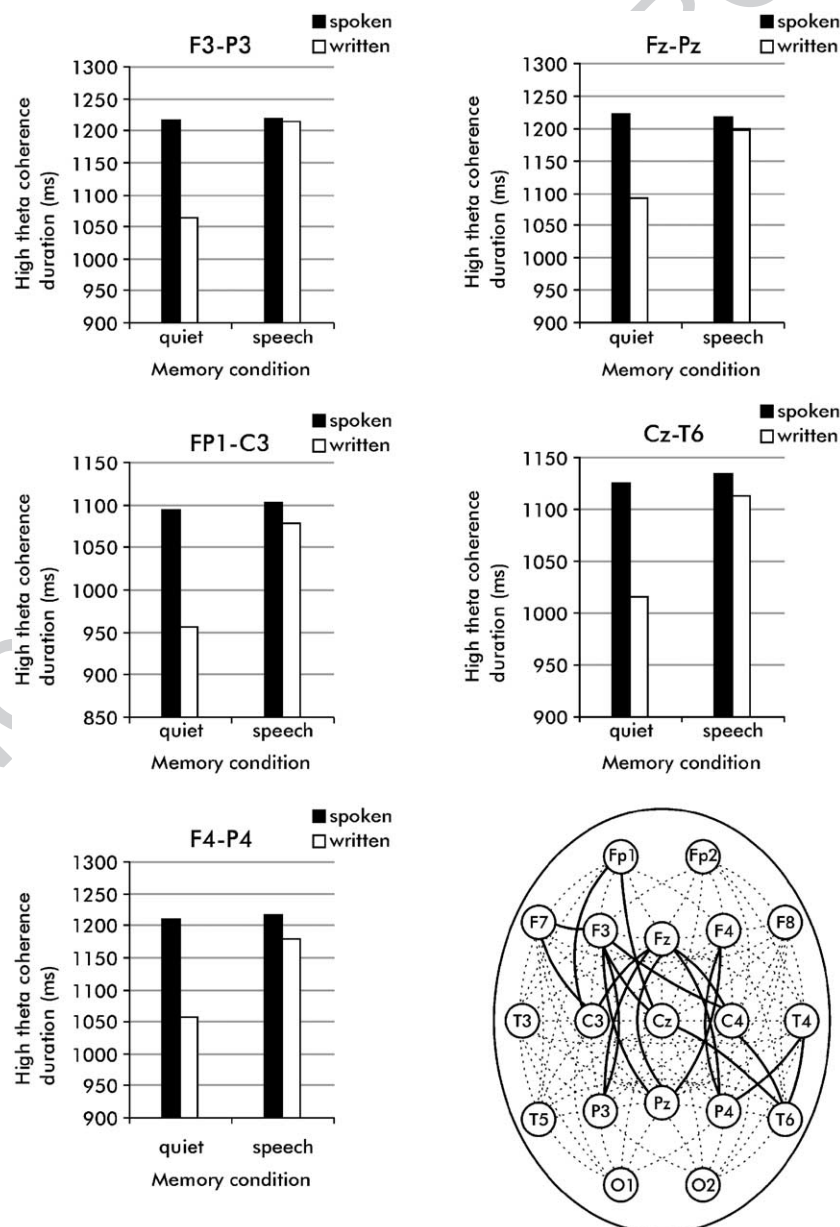 ■spoken
□written
F3-P3
High theta coherence
duration (ms)
1300
1250
1200
1150
1100
1050
1000
950
900
quiet speech
Memory condition
■spoken
□written
Fz-Pz
High theta coherence
duration (ms)
1300
1250
1200
1150
1100
1050
1000
950
900
quiet speech
Memory condition
■spoken
□written
FP1-C3
High theta coherence
duration (ms)
1150
1100
1050
1000
950
900
850
quiet speech
Memory condition
■spoken
□written
Cz-T6
High theta coherence
duration (ms)
1150
1100
1050
1000
950
900
quiet speech
Memory condition
■spoken
□written
F4-P4
High theta coherence
duration (ms)
1300
1250
1200
1150
1100
1050
1000
950
900
quiet speech
Memory condition
Fp1 Fp2
F7 F3 Fz F4 F8
T3 C3 Cz C4 T4
T5 P3 Pz P4 T6
O1 O2